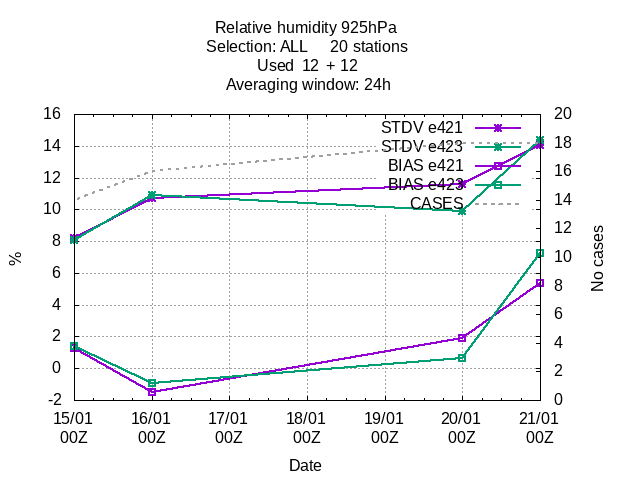 Relative humidity 925hPa
Selection: ALL 20 stations
Used 12 + 12
Averaging window: 24h
16 20
14 18
12 16
10 14
8 12
6 10
4 8
2 6
0 4
-2 2
0
STDV e421
STDV e423
BIAS e421
BIAS e423
CASES
%
No cases
15/01 16/01 17/01 18/01 19/01 20/01 21/01
00Z 00Z 00Z 00Z 00Z 00Z 00Z
Date